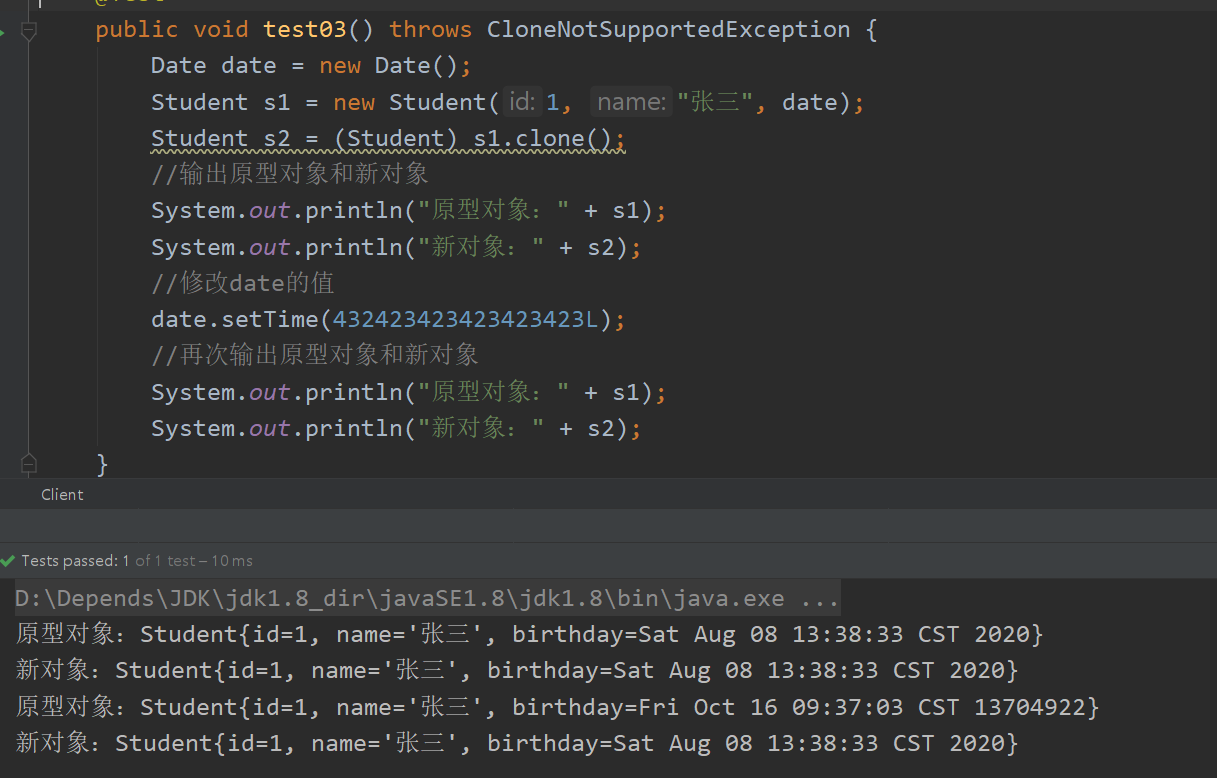 @Test
public void test03() throws CloneNotSupportedException {
Date date = new Date();
Student s1 = new Student( id: 1, name: "张三", date);
Student s2 = (Student) s1.clone();
//输出原型对象和新对象
System.out.println("原型对象：" + s1);
System.out.println("新对象：" + s2);
//修改date的值
date.setTime(432423423423423423L);
//再次输出原型对象和新对象
System.out.println("原型对象：" + s1);
System.out.println("新对象：" + s2);
}
Client
Tests passed: 1 of 1 test – 10 ms
D:\Depends\JDK\jdk1.8_dir\javaSE1.8\jdk1.8\bin\java.exe ...
原型对象：Student{id=1, name='张三', birthday=Sat Aug 08 13:38:33 CST 2020}
新对象：Student{id=1, name='张三', birthday=Sat Aug 08 13:38:33 CST 2020}
原型对象：Student{id=1, name='张三', birthday=Fri Oct 16 09:37:03 CST 13704922}
新对象：Student{id=1, name='张三', birthday=Sat Aug 08 13:38:33 CST 2020}